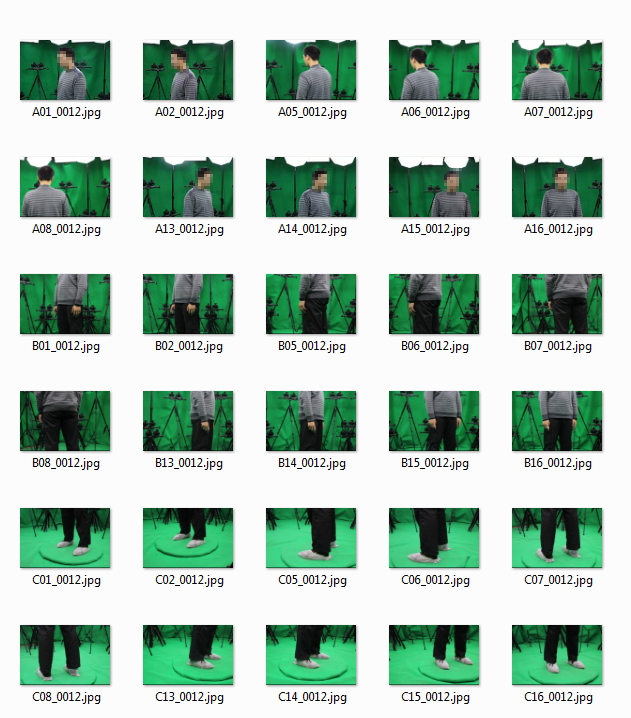 A01_0012.jpg A02_0012.jpg A05_0012.jpg A06_0012.jpg A07_0012.jpg
A08_0012.jpg A13_0012.jpg A14_0012.jpg A15_0012.jpg A16_0012.jpg
B01_0012.jpg B02_0012.jpg B05_0012.jpg B06_0012.jpg B07_0012.jpg
B08_0012.jpg B13_0012.jpg B14_0012.jpg B15_0012.jpg B16_0012.jpg
C01_0012.jpg C02_0012.jpg C05_0012.jpg C06_0012.jpg C07_0012.jpg
C08_0012.jpg C13_0012.jpg C14_0012.jpg C15_0012.jpg C16_0012.jpg